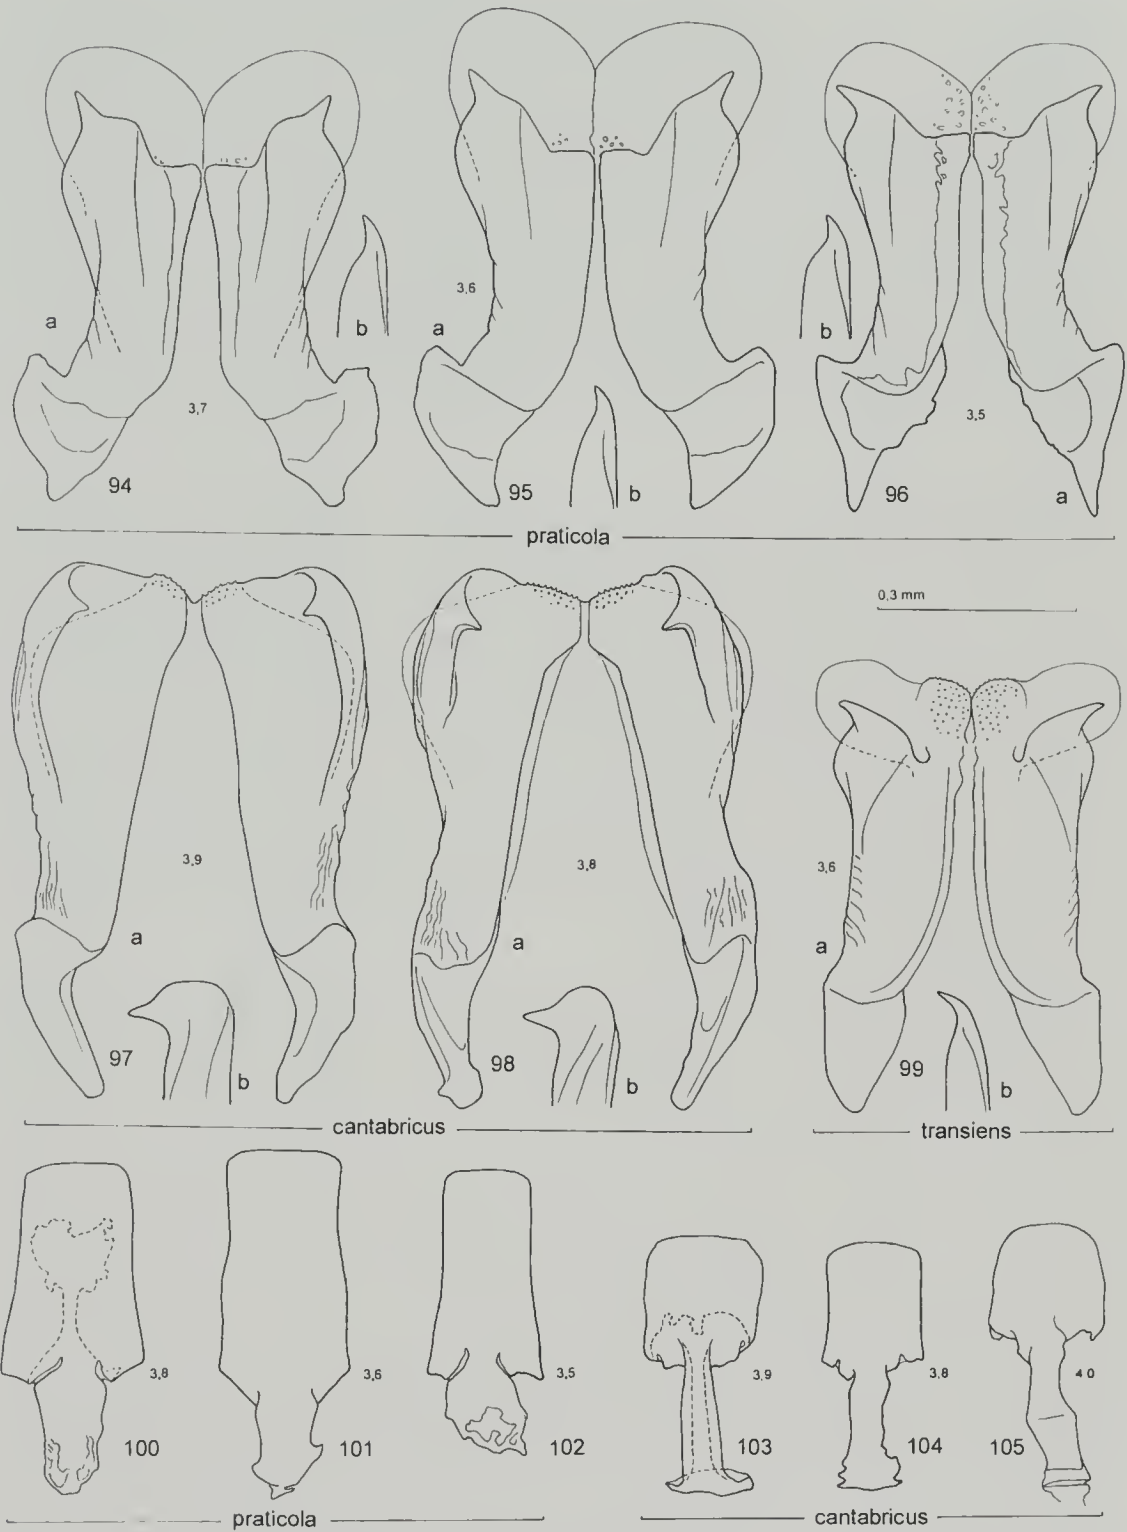 a
b
3,7
94
3,6
a
95
b
b
3,5
96
a
praticola
0,3 mm
3,9
a
97
b
3,8
a
98
b
3,6
a
99
b
cantabricus
transiens
3,8
100
3,6
101
3,5
102
3,9
103
3,8
104
4 0
105
praticola
cantabricus